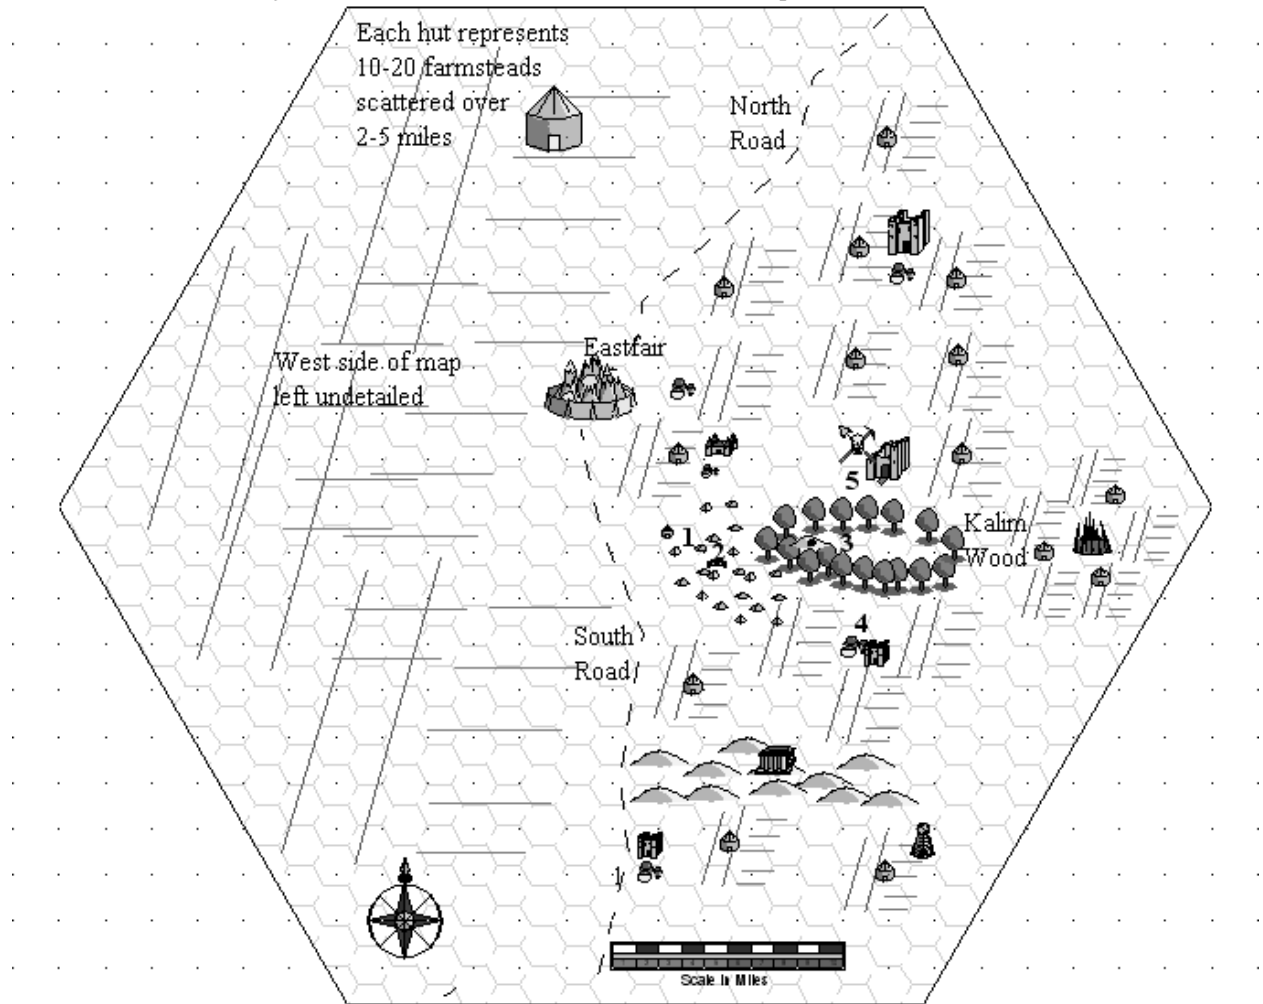 Each hut represents
10-20 farmsteads
scattered over
2-5 miles
North
Road
Eastfair
West side of map
left undetailed
5
Kalim
Wood
1
2
3
4
South
Road
Scale In Miles